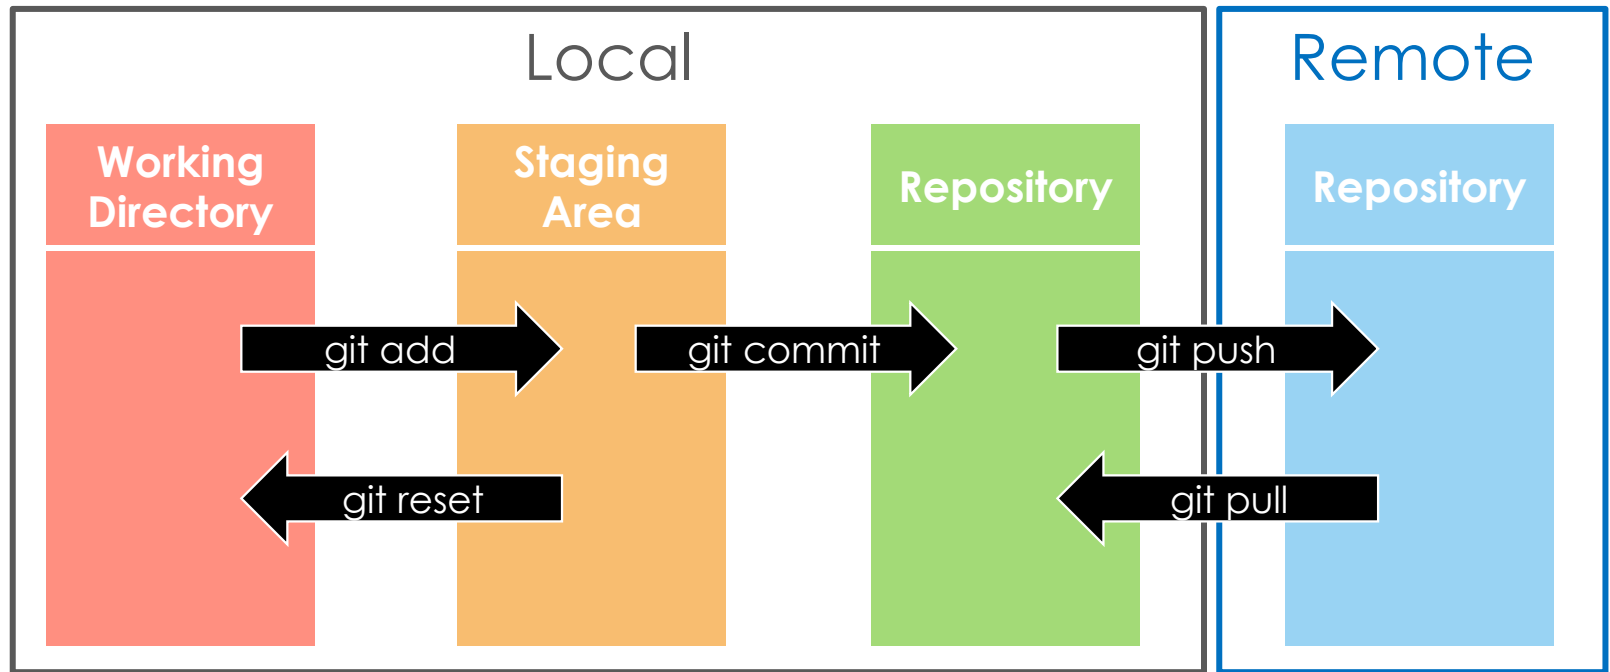 Local
Remote
Working
Directory
Staging
Area
Repository
Repository
git add
git commit
git push
git reset
git pull